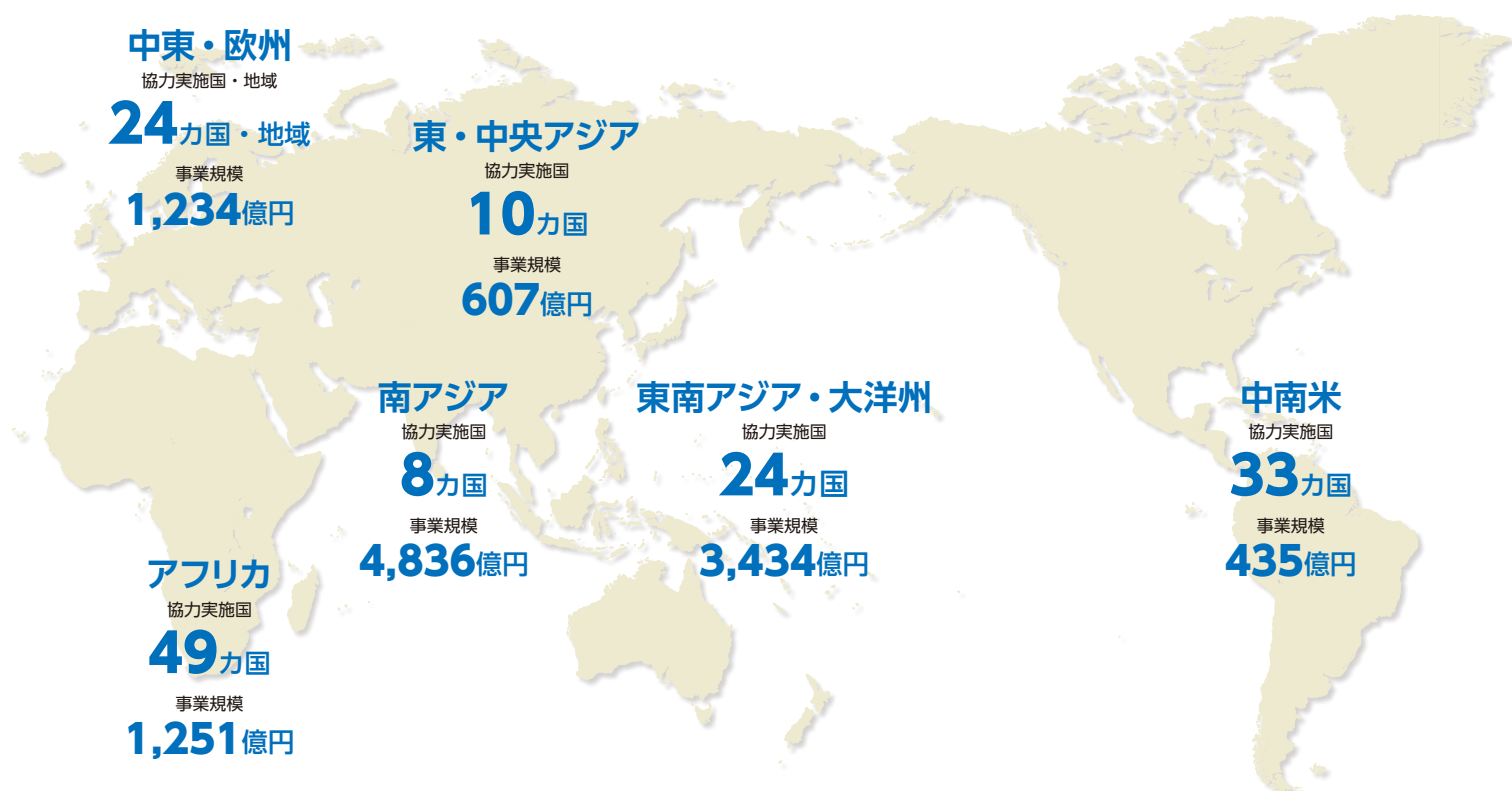 中東・欧州
協力実施国・地域
24カ国・地域
事業規模
1,234億円
東・中央アジア
協力実施国
10カ国
事業規模
607億円
南アジア
協力実施国
8カ国
事業規模
4,836億円
東南アジア・大洋州
協力実施国
24カ国
事業規模
3,434億円
中南米
協力実施国
33カ国
事業規模
435億円
アフリカ
協力実施国
49カ国
事業規模
1,251億円